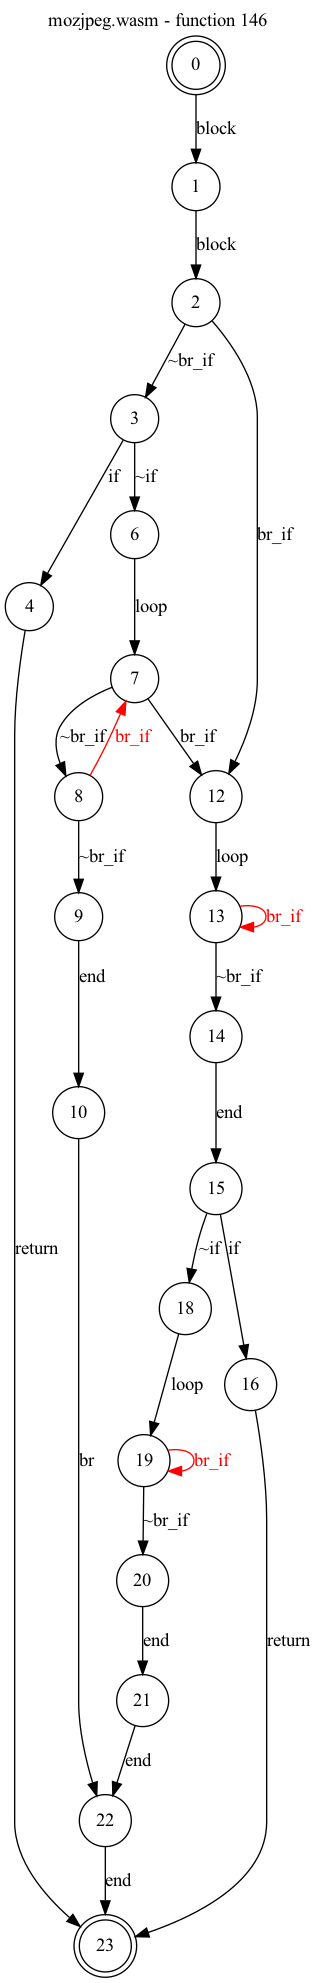 mozjpeg.wasm - function 146
0
block
1
block
2
~br_if
3
if
~if
br_if
6
4
loop
7
~br_if
br_if
br_if
8
12
~br_if
loop
9
13
br_if
end
~br_if
14
10
end
15
return
~if
if
18
16
loop
br
19
br_if
~br_if
20
end
return
21
end
22
end
23